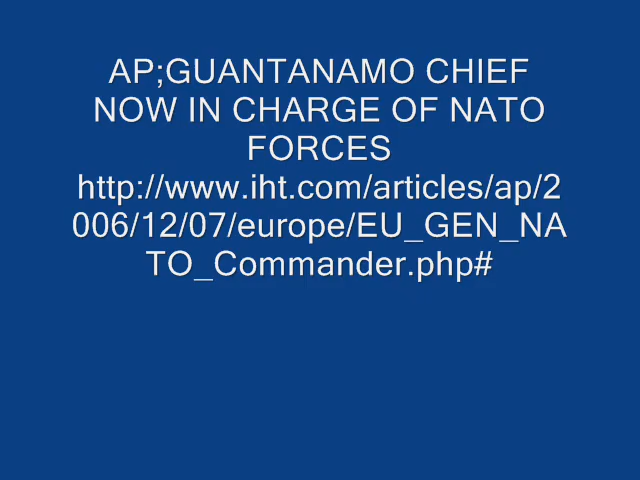 AP;GUANTANAMO CHIEF
NOW IN CHARGE OF NATO
FORCES
http://www.iht.com/articles/ap/2
006/12/07/europe/EU_GEN_NA
TO_Commander.php#